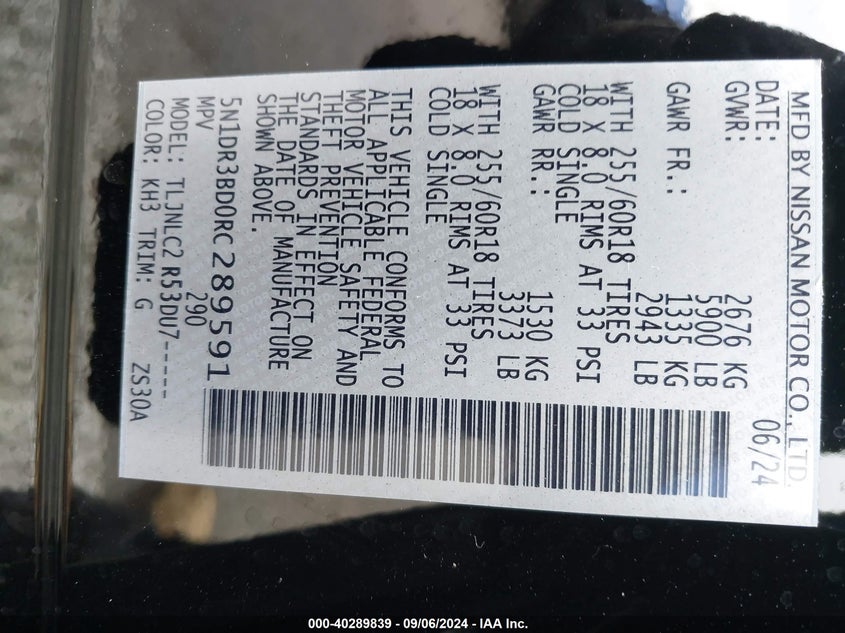 MFD BY NISSAN MOTOR CO., LTD.
DATE: 06/24
GVWR: 2676 KG
5900 LB
GAWR FR.: 1335 KG
2943 LB
WITH 255/60R18 TIRES
18 X 8.0 RIMS AT 33 PSI
COLD SINGLE
GAWR RR.: 1530 KG
3373 LB
WITH 255/60R18 TIRES
18 X 8.0 RIMS AT 33 PSI
COLD SINGLE
THIS VEHICLE CONFORMS TO
ALL APPLICABLE FEDERAL
MOTOR VEHICLE SAFETY AND
THEFT PREVENTION
STANDARDS IN EFFECT ON
THE DATE OF MANUFACTURE
SHOWN ABOVE.
5N1DR3BD0RC289591
MPV 290
MODEL: TLJNLC2 R53DU7-----
COLOR: KH3 TRIM: G ZS30A
000-40289839 - 09/06/2024 - IAA Inc.